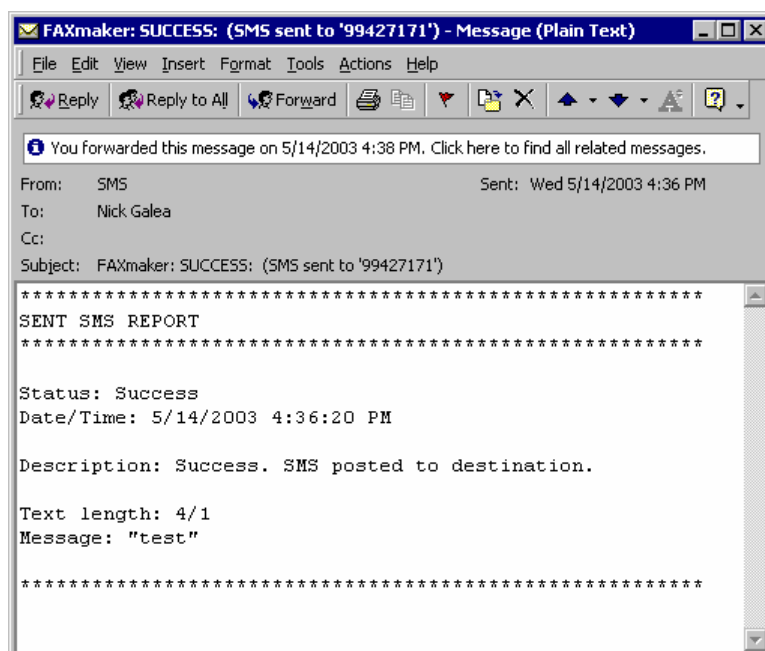 FAXmaker: SUCCESS: (SMS sent to '99427171') - Message (Plain Text)
File Edit View Insert Format Tools Actions Help
Reply Reply to All Forward
You forwarded this message on 5/14/2003 4:38 PM. Click here to find all related messages.
From: SMS Sent: Wed 5/14/2003 4:36 PM
To: Nick Galea
Cc:
Subject: FAXmaker: SUCCESS: (SMS sent to '99427171')
*********************************************************
SENT SMS REPORT
*********************************************************
Status: Success
Date/Time: 5/14/2003 4:36:20 PM
Description: Success. SMS posted to destination.
Text length: 4/1
Message: "test"
*********************************************************